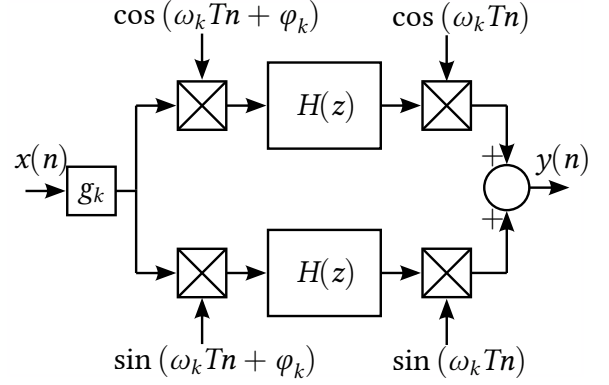 cos (ω_k Tn + φ_k) cos (ω_k Tn)
H(z)
x(n) + y(n)
g_k
+
H(z)
sin (ω_k Tn + φ_k) sin (ω_k Tn)